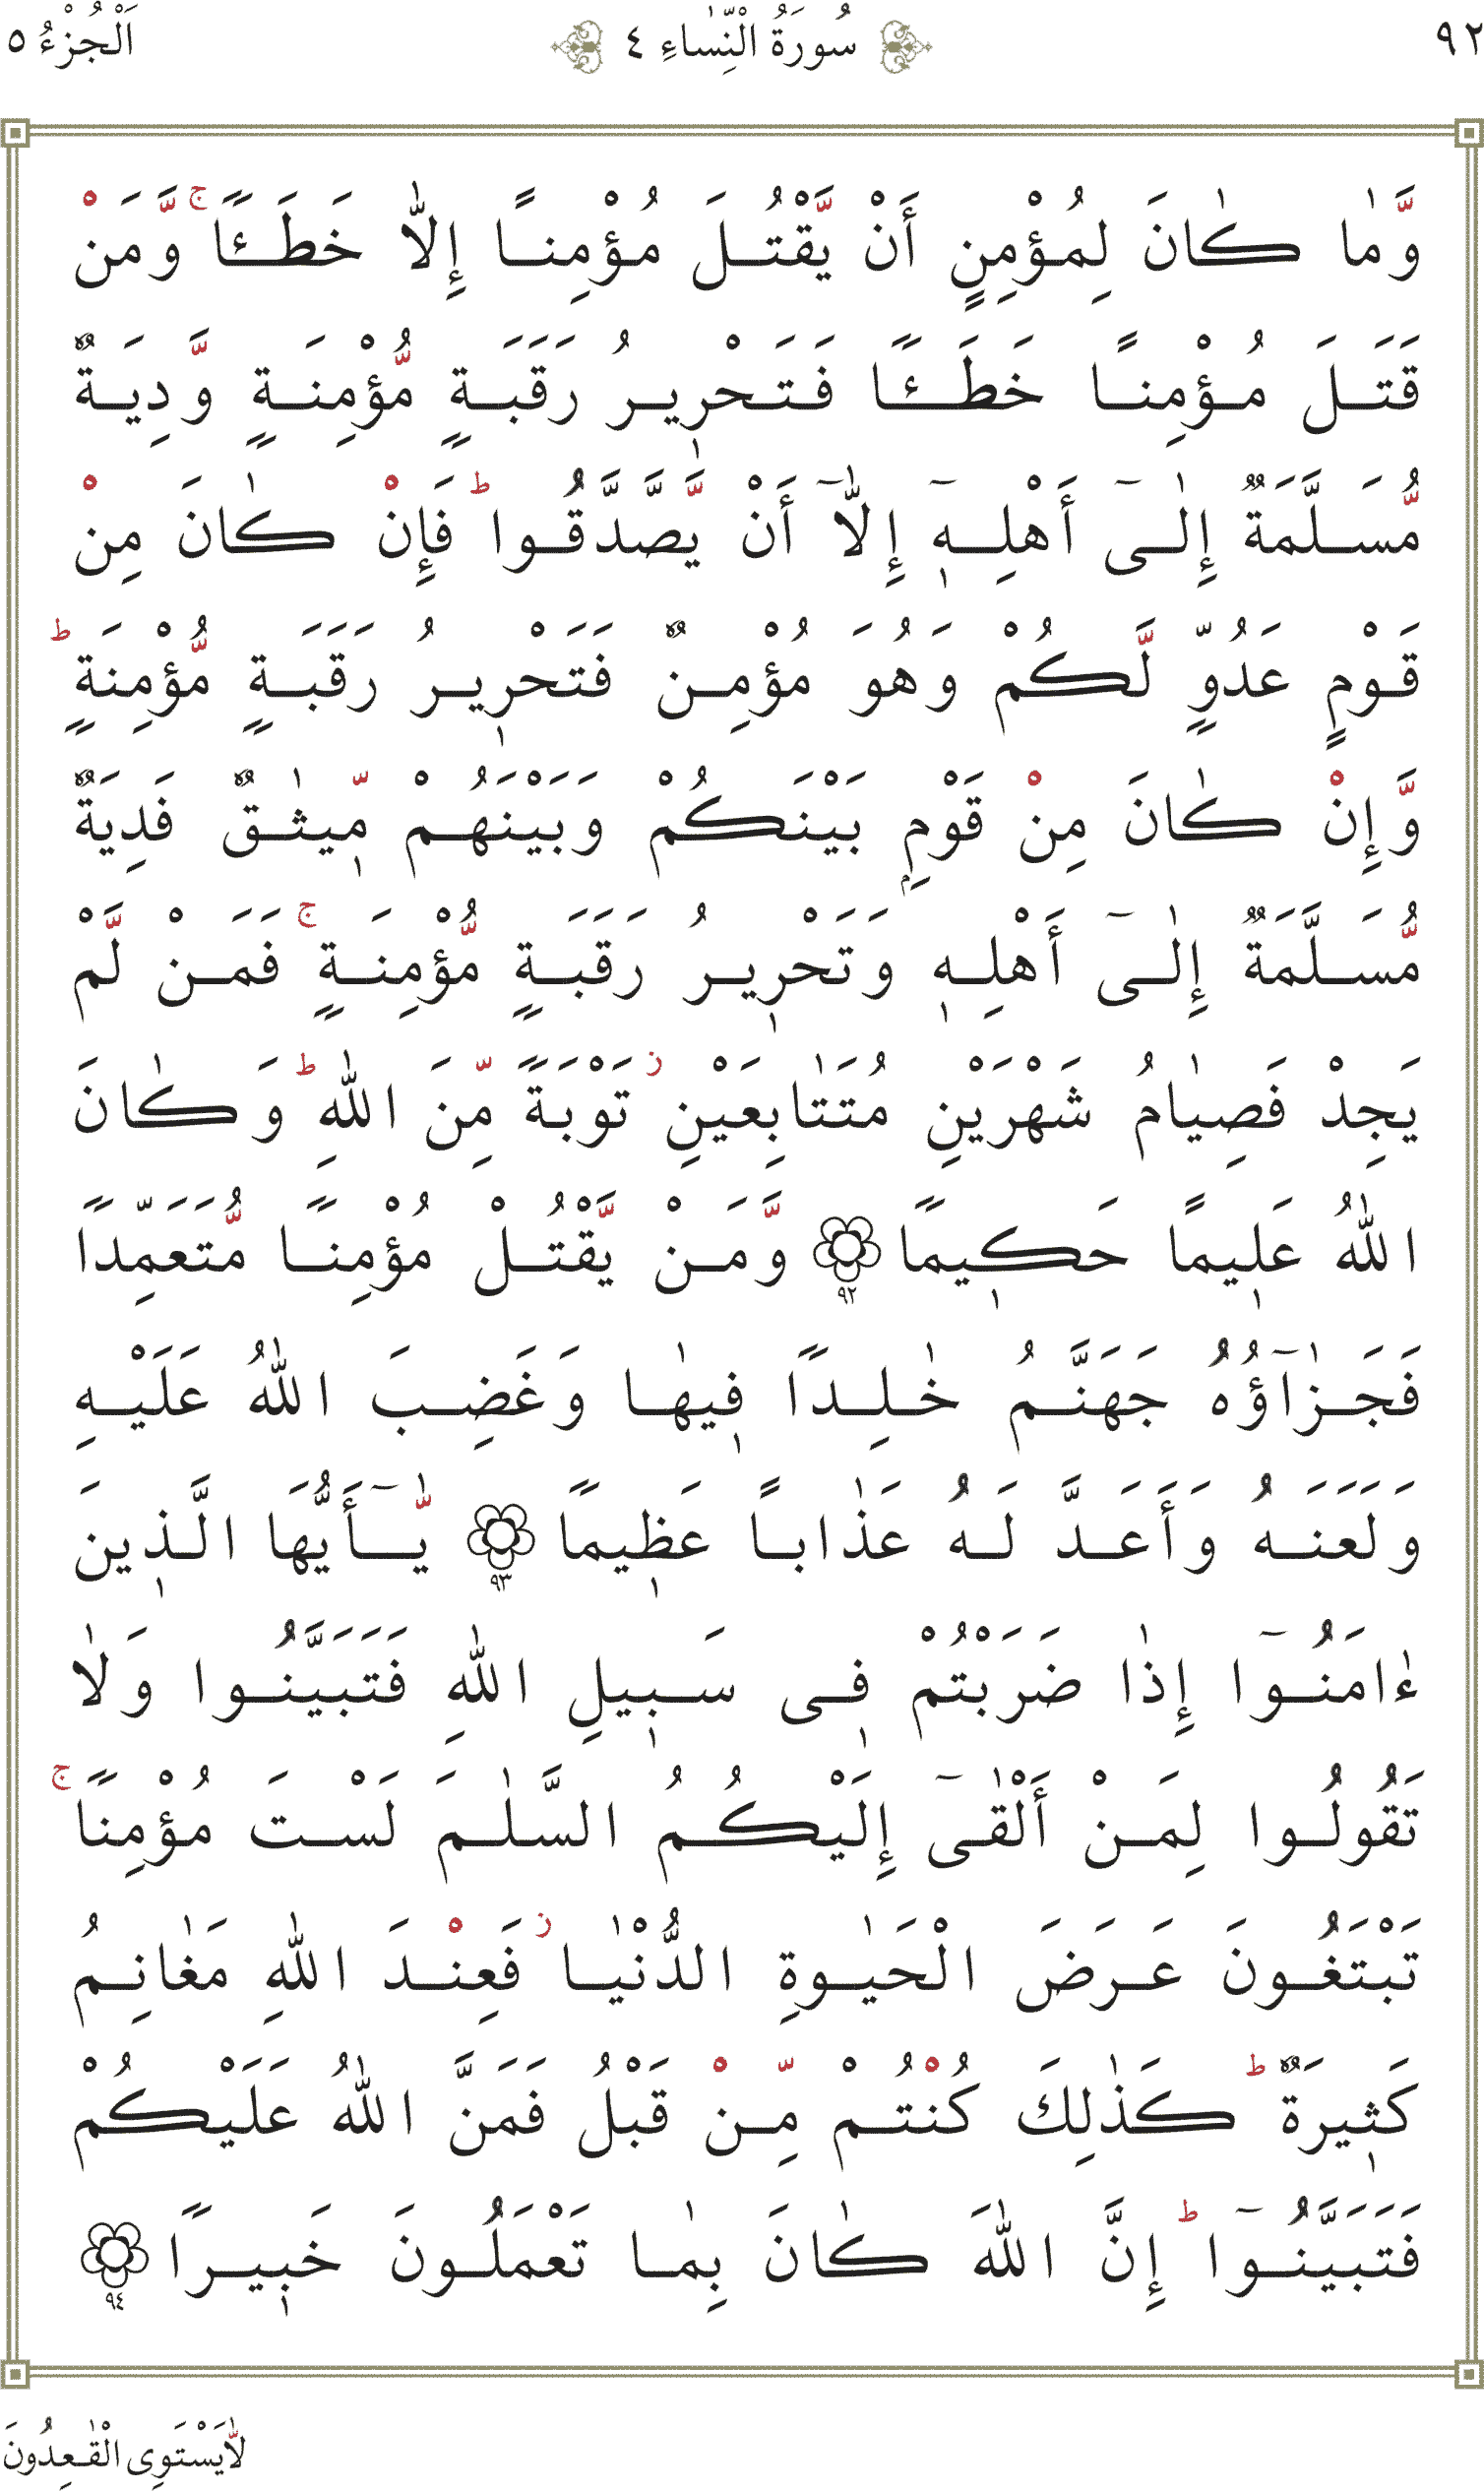 ٩٢ سُورَةُ النِّسَاءِ ٤ اَلْجُزْءُ ٥
وَّمٰا كٰانَ لِمُؤْمِنٍ أَنْ يَّقْتُلَ مُؤْمِنًا إِلّٰا خَطَـًٔا ۚ وَّمَنْ
قَتَلَ مُؤْمِنًا خَطَـًٔا فَتَحْرٖيرُ رَقَبَةٍ مُّؤْمِنَةٍ وَّدِيَةٌ
مُّسَلَّمَةٌ إِلٰىٓ أَهْلِهٖ إِلّٰآ أَنْ يَّصَّدَّقُوا ؕ فَإِنْ كٰانَ مِنْ
قَوْمٍ عَدُوٍّ لَّكُمْ وَهُوَ مُؤْمِنٌ فَتَحْرٖيرُ رَقَبَةٍ مُّؤْمِنَةٍ ؕ
وَّإِنْ كٰانَ مِنْ قَوْمٍۭ بَيْنَكُمْ وَبَيْنَهُمْ مّٖيثٰقٌ فَدِيَةٌ
مُّسَلَّمَةٌ إِلٰىٓ أَهْلِهٖ وَتَحْرٖيرُ رَقَبَةٍ مُّؤْمِنَةٍ ۚ فَمَنْ لَّمْ
يَجِدْ فَصِيٰامُ شَهْرَيْنِ مُتَتٰابِعَيْنِ ز تَوْبَةً مِّنَ اللّٰهِ ؕ وَكٰانَ
اللّٰهُ عَلٖيمًا حَكٖيمًا ٩٢ وَّمَنْ يَّقْتُلْ مُؤْمِنًا مُّتَعَمِّدًا
فَجَزٰآؤُهُ جَهَنَّمُ خٰلِدًا فٖيهٰا وَغَضِبَ اللّٰهُ عَلَيْهِ
وَلَعَنَهُ وَأَعَدَّ لَهُ عَذٰابًا عَظٖيمًا ٩٣ يّٰٓأَيُّهَا الَّذٖينَ
ءٰامَنُوٓا إِذٰا ضَرَبْتُمْ فٖى سَبٖيلِ اللّٰهِ فَتَبَيَّنُوا وَلٰا
تَقُولُوا لِمَنْ أَلْقٰىٓ إِلَيْكُمُ السَّلٰمَ لَسْتَ مُؤْمِنًا ۚ
تَبْتَغُونَ عَرَضَ الْحَيٰوةِ الدُّنْيٰا ز فَعِنْدَ اللّٰهِ مَغٰانِمُ
كَثٖيرَةٌ ؕ كَذٰلِكَ كُنْتُمْ مِّنْ قَبْلُ فَمَنَّ اللّٰهُ عَلَيْكُمْ
فَتَبَيَّنُوٓا ؕ إِنَّ اللّٰهَ كٰانَ بِمٰا تَعْمَلُونَ خَبٖيرًا ٩٤
لّٰايَسْتَوِى الْقٰعِدُونَ